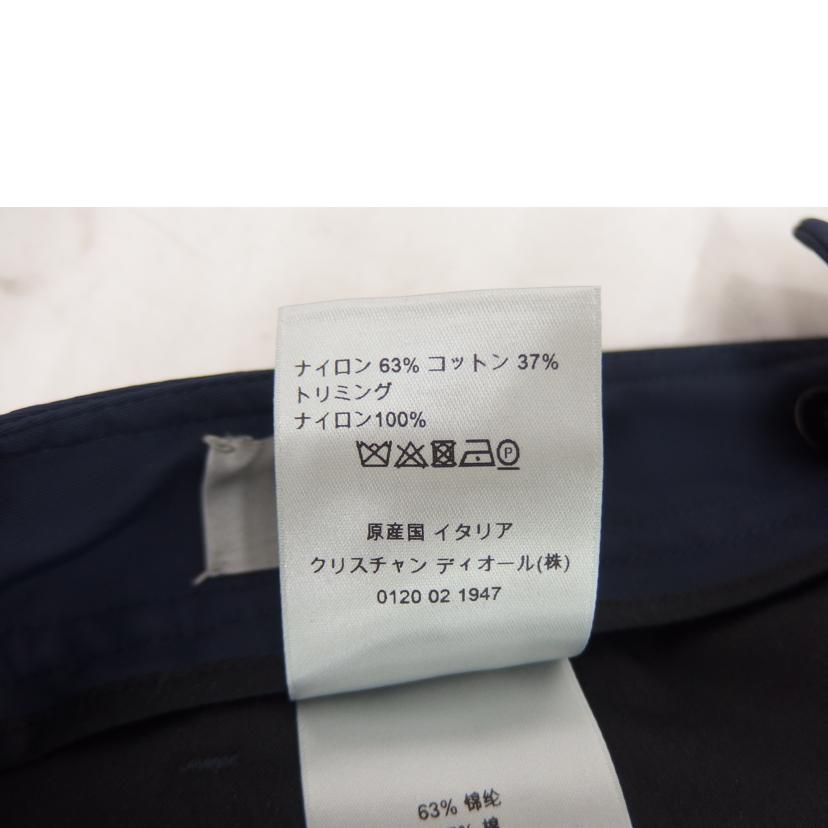 ナイロン 63% コットン 37%
トリミング
ナイロン100%
P
原産国 イタリア
クリスチャン ディオール(株)
0120 02 1947
63% 锦纶
棉